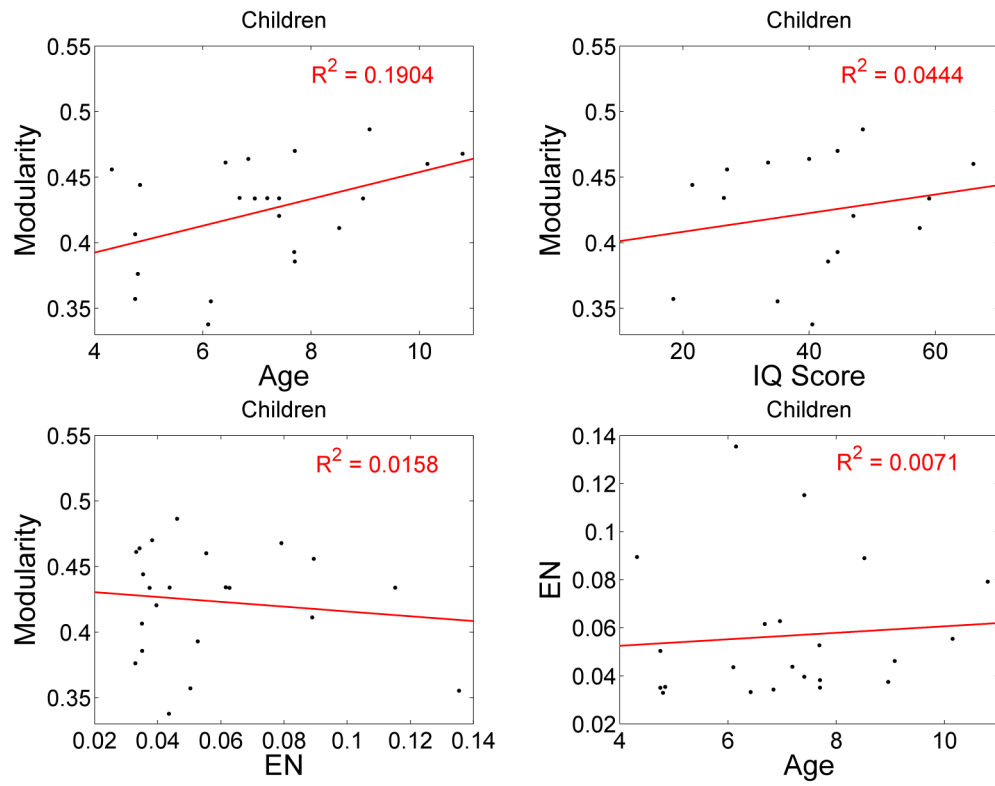 Children
R² = 0.1904
Modularity
0.55
0.5
0.45
0.4
0.35
4 6 8 10
Age
Children
R² = 0.0444
Modularity
0.55
0.5
0.45
0.4
0.35
20 40 60
IQ Score
Children
R² = 0.0158
Modularity
0.55
0.5
0.45
0.4
0.35
0.02 0.04 0.06 0.08 0.1 0.12 0.14
EN
Children
R² = 0.0071
EN
0.14
0.12
0.1
0.08
0.06
0.04
0.02
4 6 8 10
Age